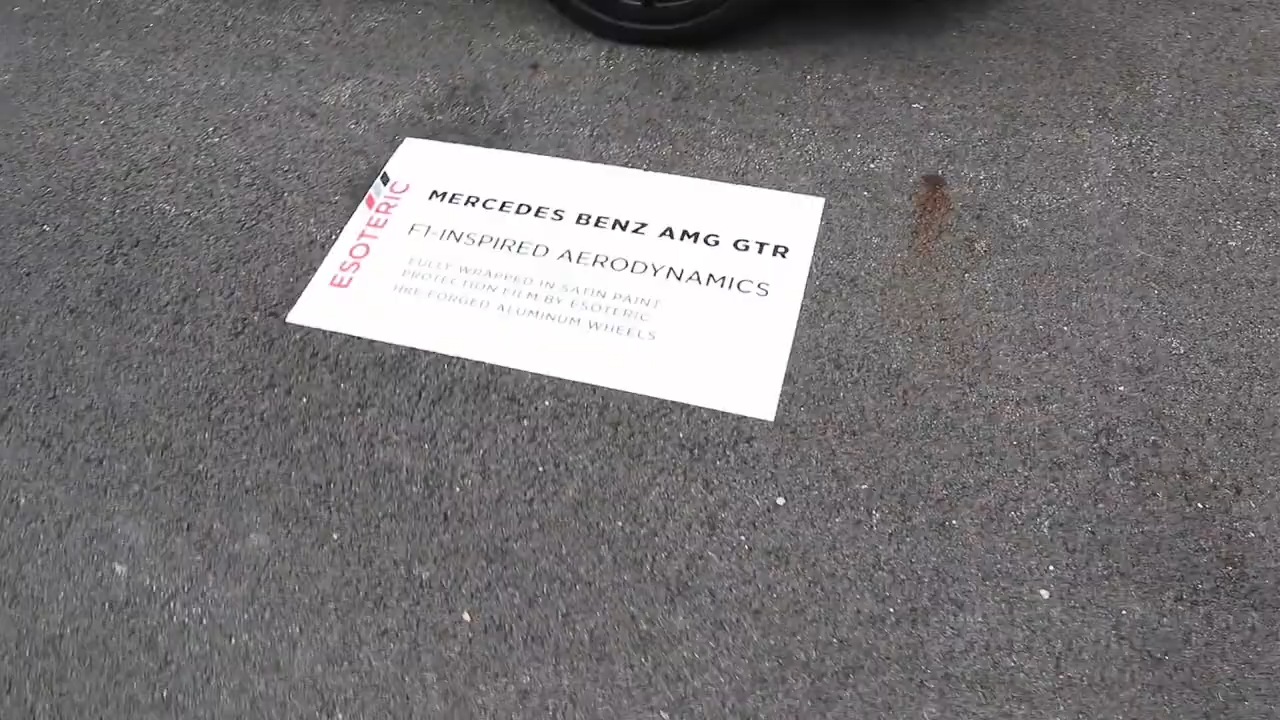 ESOTERIC
MERCEDES BENZ AMG GTR
F1-INSPIRED AERODYNAMICS
FULLY WRAPPED IN SATIN PAINT
PROTECTION FILM BY ESOTERIC
HRE FORGED ALUMINUM WHEELS